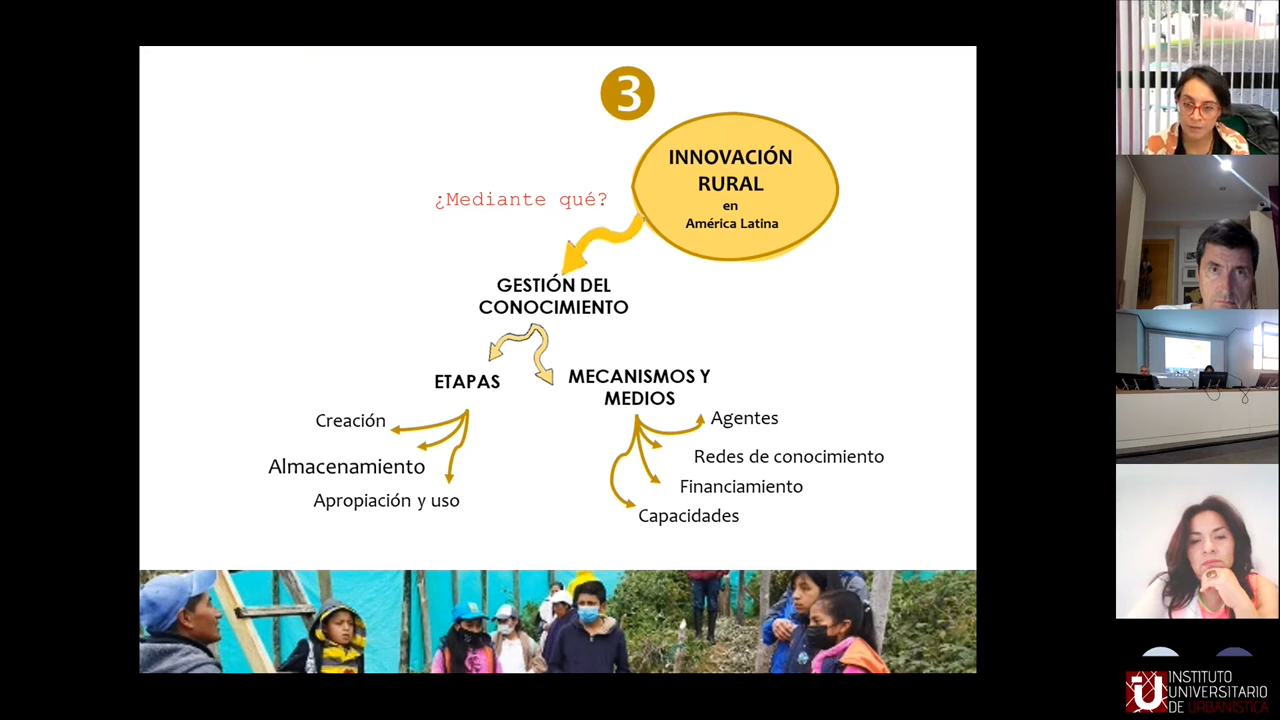 3
INNOVACIÓN
RURAL
en
América Latina
¿Mediante qué?
GESTIÓN DEL
CONOCIMIENTO
ETAPAS
MECANISMOS Y
MEDIOS
Creación
Almacenamiento
Apropiación y uso
Agentes
Redes de conocimiento
Financiamiento
Capacidades
INSTITUTO
UNIVERSITARIO
DE URBANÍSTICA